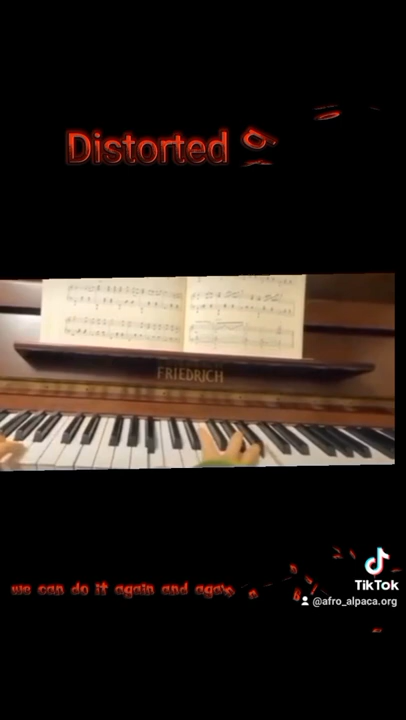 Distorted
FRIEDRICH
we can do it again and again
TikTok
@afro_alpaca.org